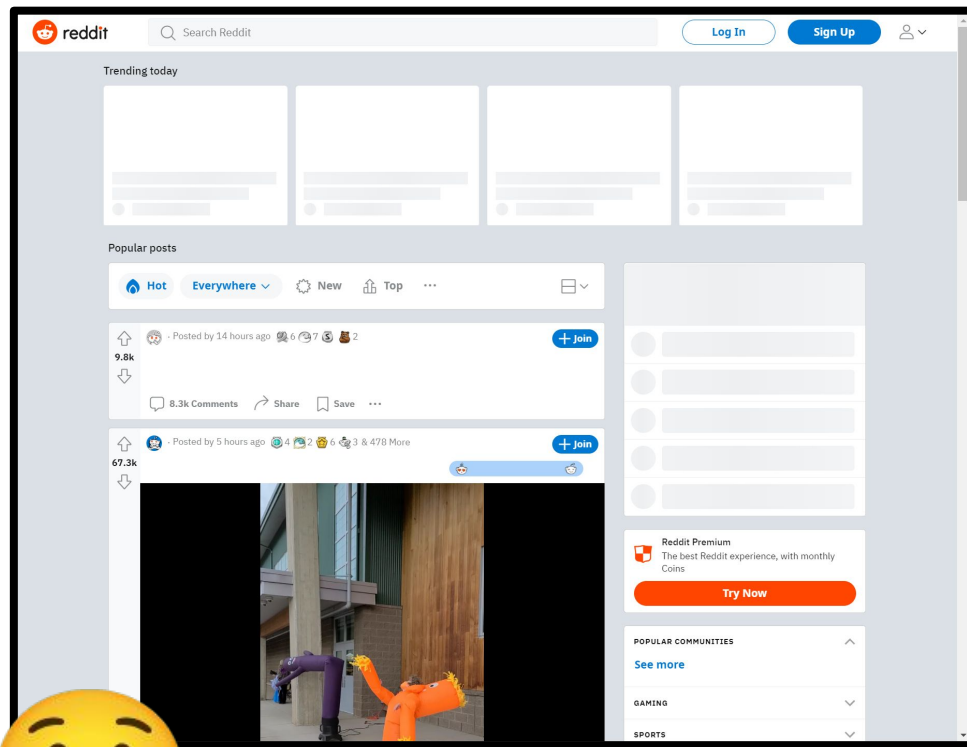 reddit Search Reddit Log In Sign Up
Trending today
Popular posts
Hot Everywhere New Top ...
· Posted by 14 hours ago 6 7 S 2 + Join
9.8k
8.3k Comments Share Save ...
· Posted by 5 hours ago 4 2 6 3 & 478 More + Join
67.3k
Reddit Premium
The best Reddit experience, with monthly
Coins
Try Now
POPULAR COMMUNITIES
See more
GAMING
SPORTS